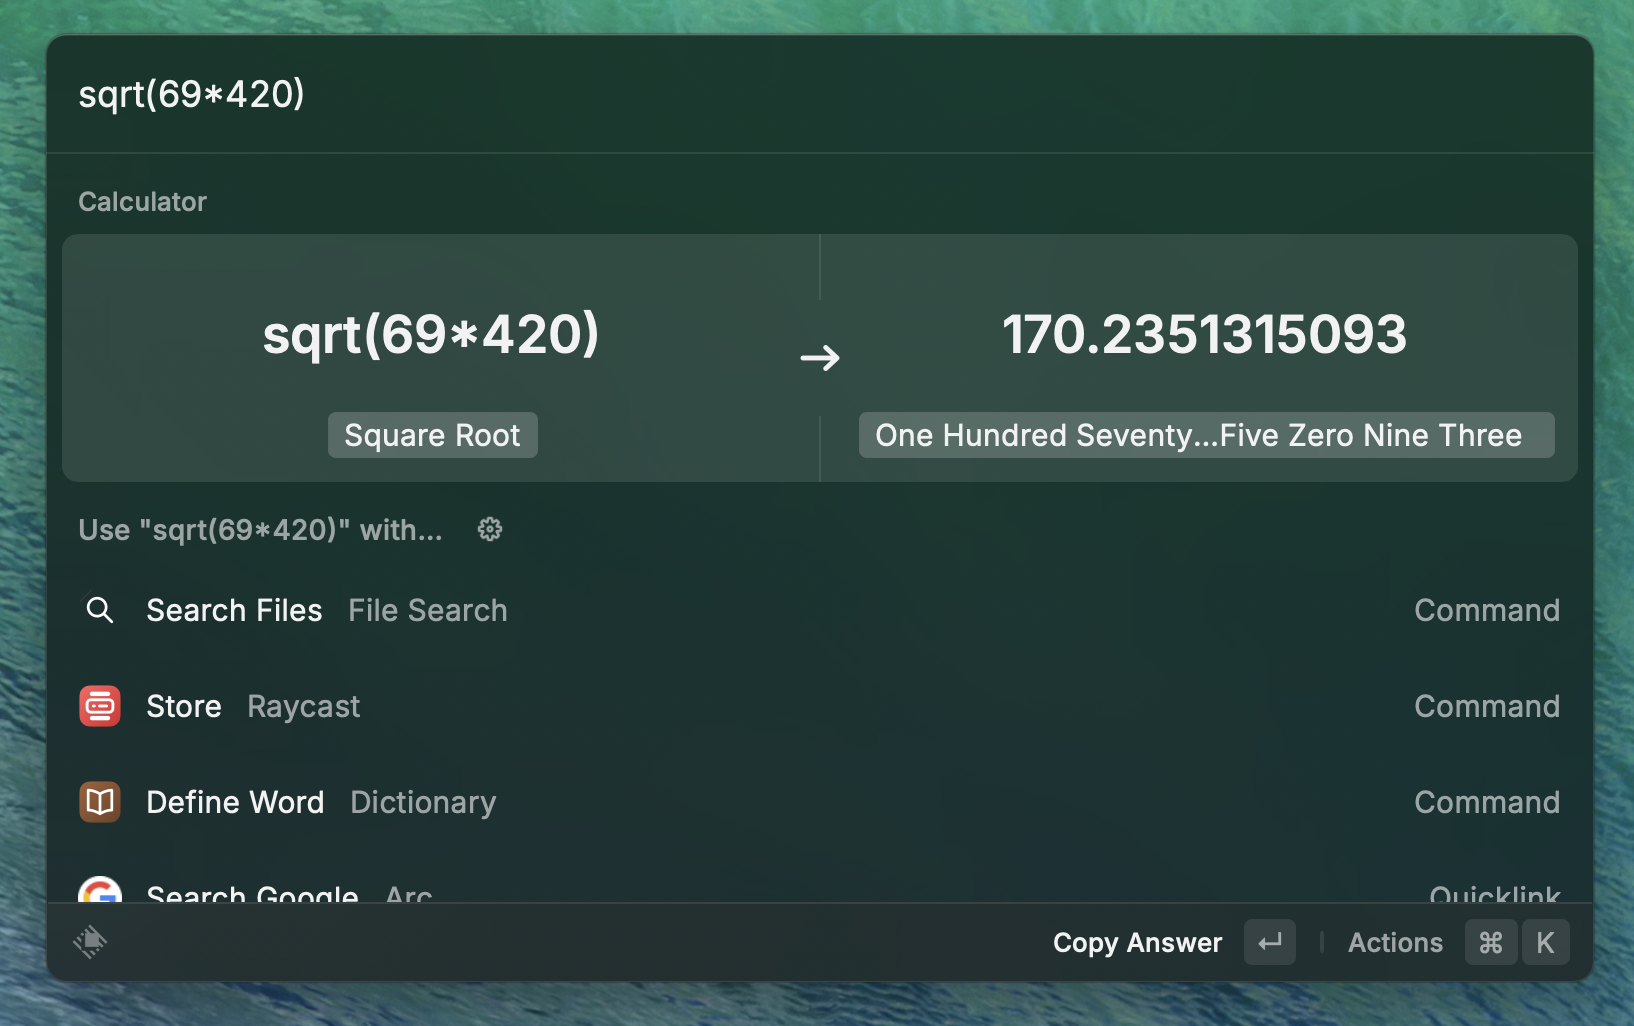 sqrt(69*420)
Calculator
sqrt(69*420) → 170.2351315093
Square Root One Hundred Seventy...Five Zero Nine Three
Use "sqrt(69*420)" with...
Search Files File Search Command
Store Raycast Command
Define Word Dictionary Command
Search Google Arc Quicklink
Copy Answer ↵ Actions ⌘ K